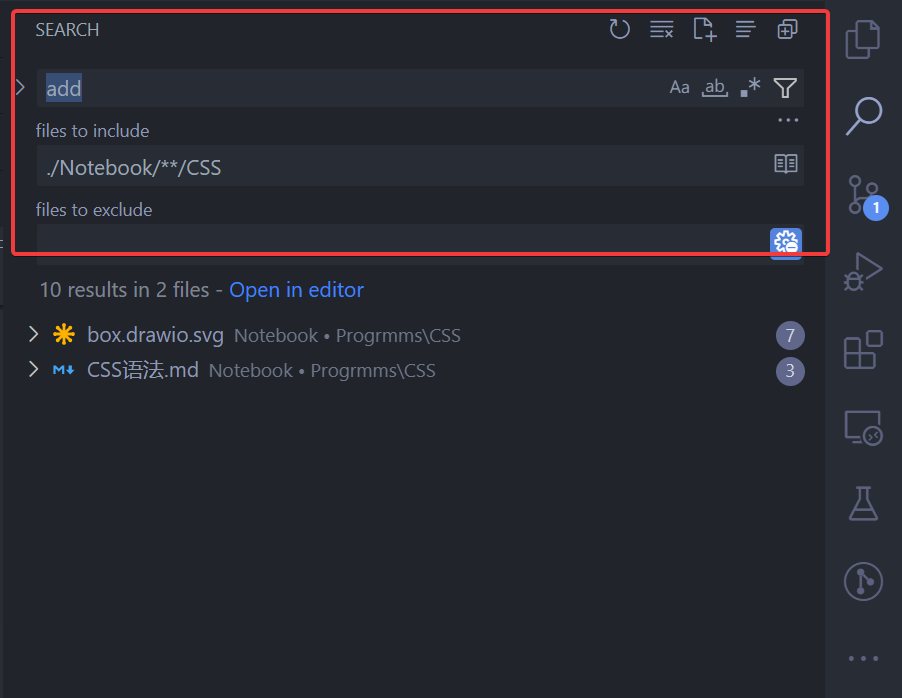 SEARCH
add
Aa ab .*
files to include
./Notebook/**/CSS
files to exclude
10 results in 2 files - Open in editor
box.drawio.svg Notebook • Progrmms\CSS 7
CSS语法.md Notebook • Progrmms\CSS 3
1